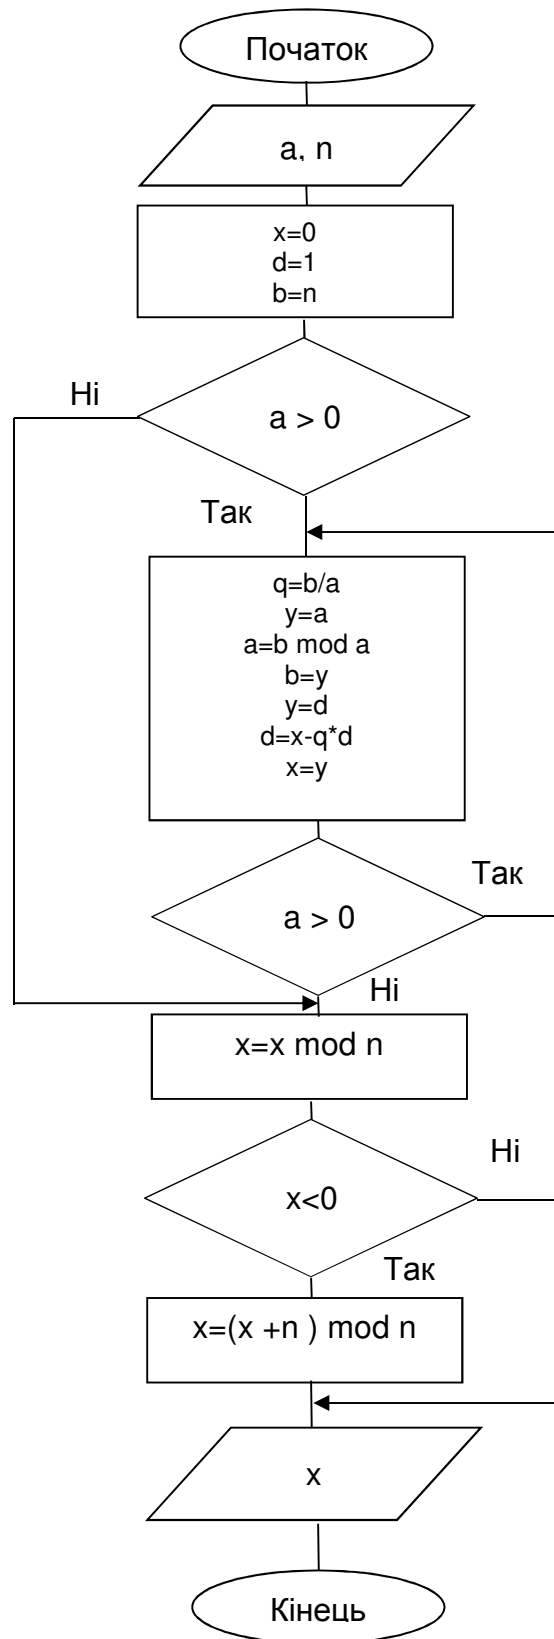 Початок
a, n
x=0
d=1
b=n
Ні
a > 0
Так
q=b/a
y=a
a=b mod a
b=y
y=d
d=x-q*d
x=y
Так
a > 0
Ні
x=x mod n
Ні
x<0
Так
x=(x +n ) mod n
x
Кінець